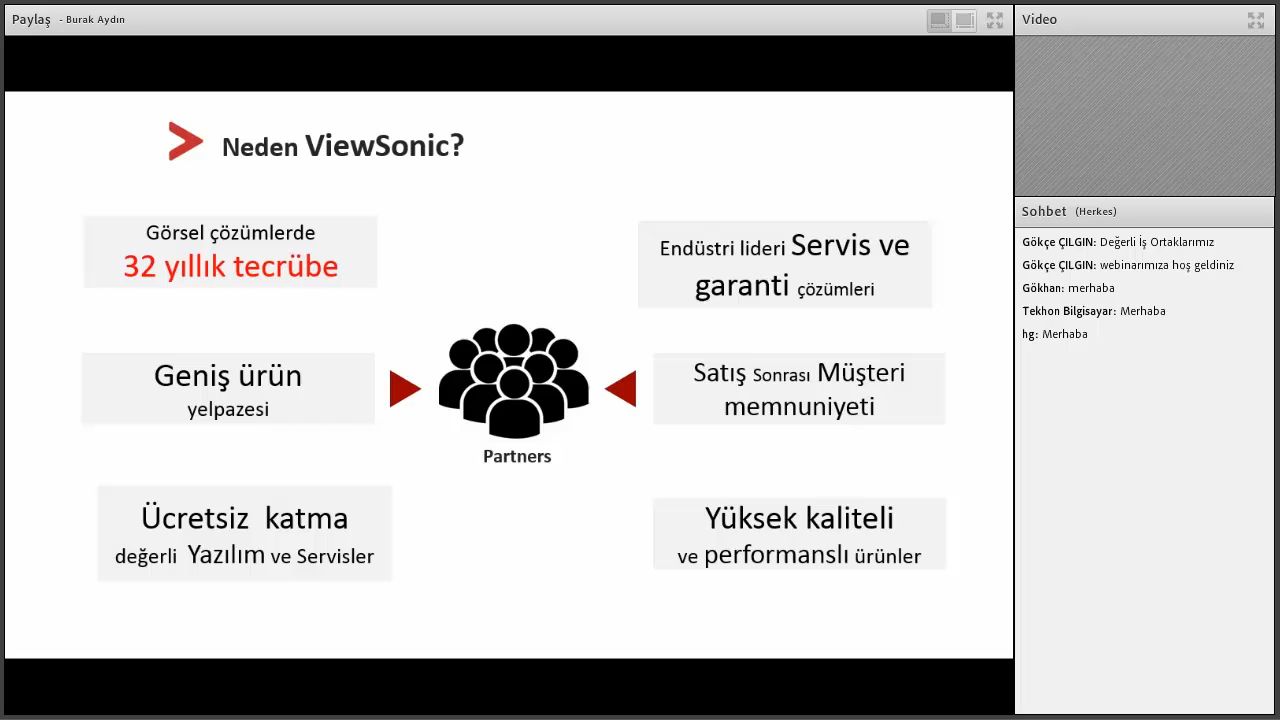 Paylaş - Burak Aydın
Neden ViewSonic?
Görsel çözümlerde
32 yıllık tecrübe
Geniş ürün
yelpazesi
Ücretsiz katma
değerli Yazılım ve Servisler
Partners
Endüstri lideri Servis ve
garanti çözümleri
Satış Sonrası Müşteri
memnuniyeti
Yüksek kaliteli
ve performanslı ürünler
Video
Sohbet (Herkes)
Gökçe ÇILGIN: Değerli İş Ortaklarımız
Gökçe ÇILGIN: webinarımıza hoş geldiniz
Gökhan: merhaba
Tekhon Bilgisayar: Merhaba
hg: Merhaba